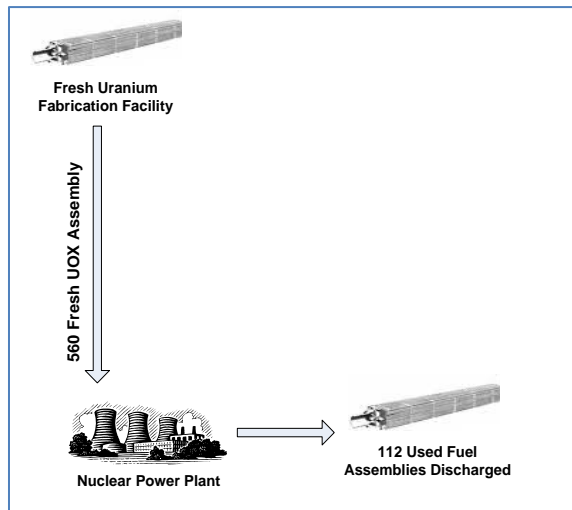 Fresh Uranium
Fabrication Facility
560 Fresh UOX Assembly
Nuclear Power Plant
112 Used Fuel
Assemblies Discharged